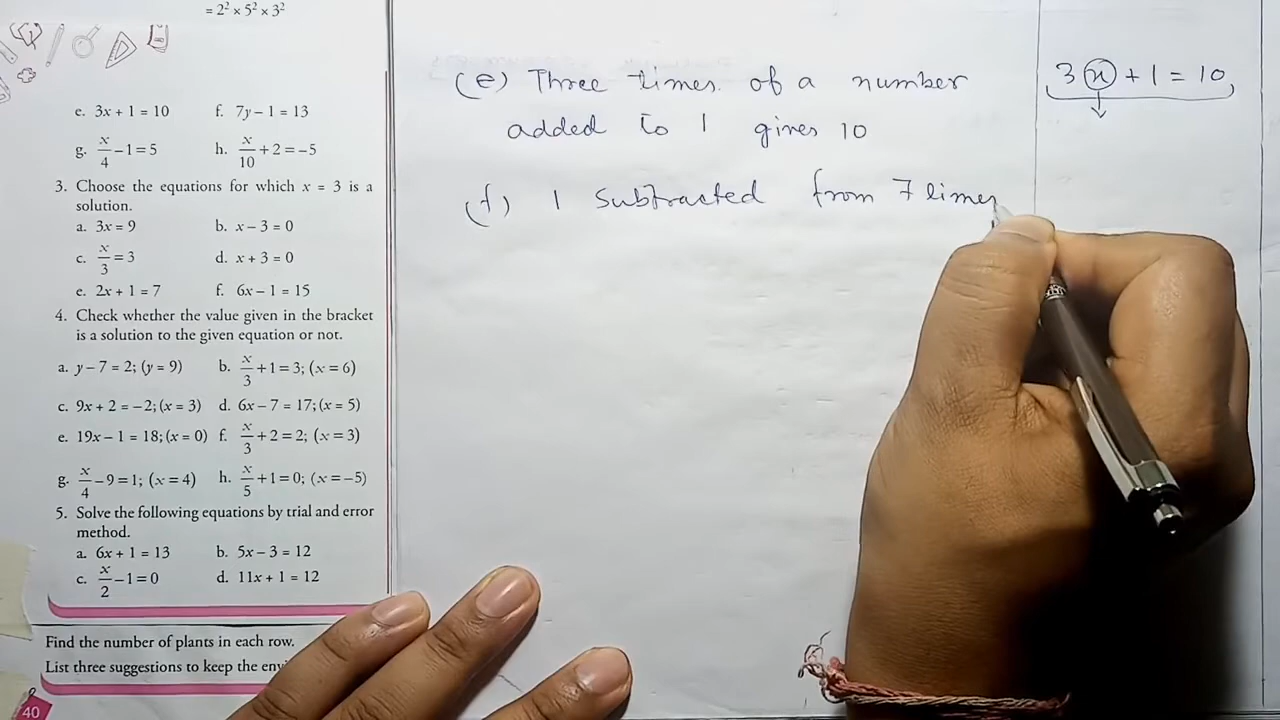 = 2² × 5² × 3²
e. 3x + 1 = 10 f. 7y – 1 = 13
g. x/4 – 1 = 5 h. x/10 + 2 = –5
3. Choose the equations for which x = 3 is a
solution.
a. 3x = 9 b. x – 3 = 0
c. x/3 = 3 d. x + 3 = 0
e. 2x + 1 = 7 f. 6x – 1 = 15
4. Check whether the value given in the bracket
is a solution to the given equation or not.
a. y – 7 = 2; (y = 9) b. x/3 + 1 = 3; (x = 6)
c. 9x + 2 = –2; (x = 3) d. 6x – 7 = 17; (x = 5)
e. 19x – 1 = 18; (x = 0) f. x/3 + 2 = 2; (x = 3)
g. x/4 – 9 = 1; (x = 4) h. x/5 + 1 = 0; (x = –5)
5. Solve the following equations by trial and error
method.
a. 6x + 1 = 13 b. 5x – 3 = 12
c. x/2 – 1 = 0 d. 11x + 1 = 12
Find the number of plants in each row.
List three suggestions to keep the
40
(e) Three times of a number
added to 1 gives 10
(f) 1 Subtracted from 7 times
3x + 1 = 10